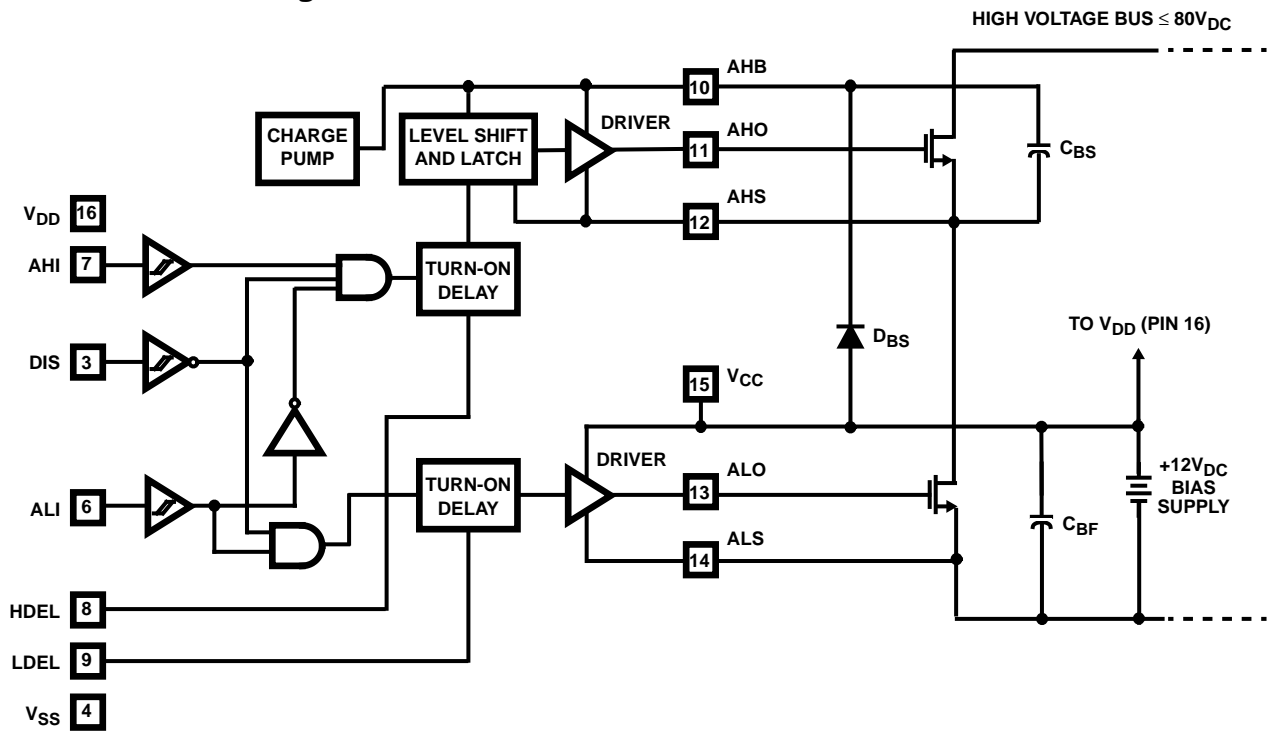 HIGH VOLTAGE BUS ≤ 80VDC
AHB
10
CHARGE
PUMP
LEVEL SHIFT
AND LATCH
DRIVER
AHO
11
CBS
AHS
12
VDD 16
AHI 7
TURN-ON
DELAY
DIS 3
DBS
TO VDD (PIN 16)
15
VCC
ALI 6
TURN-ON
DELAY
DRIVER
ALO
13
ALS
14
CBF
+12VDC
BIAS
SUPPLY
HDEL 8
LDEL 9
VSS 4